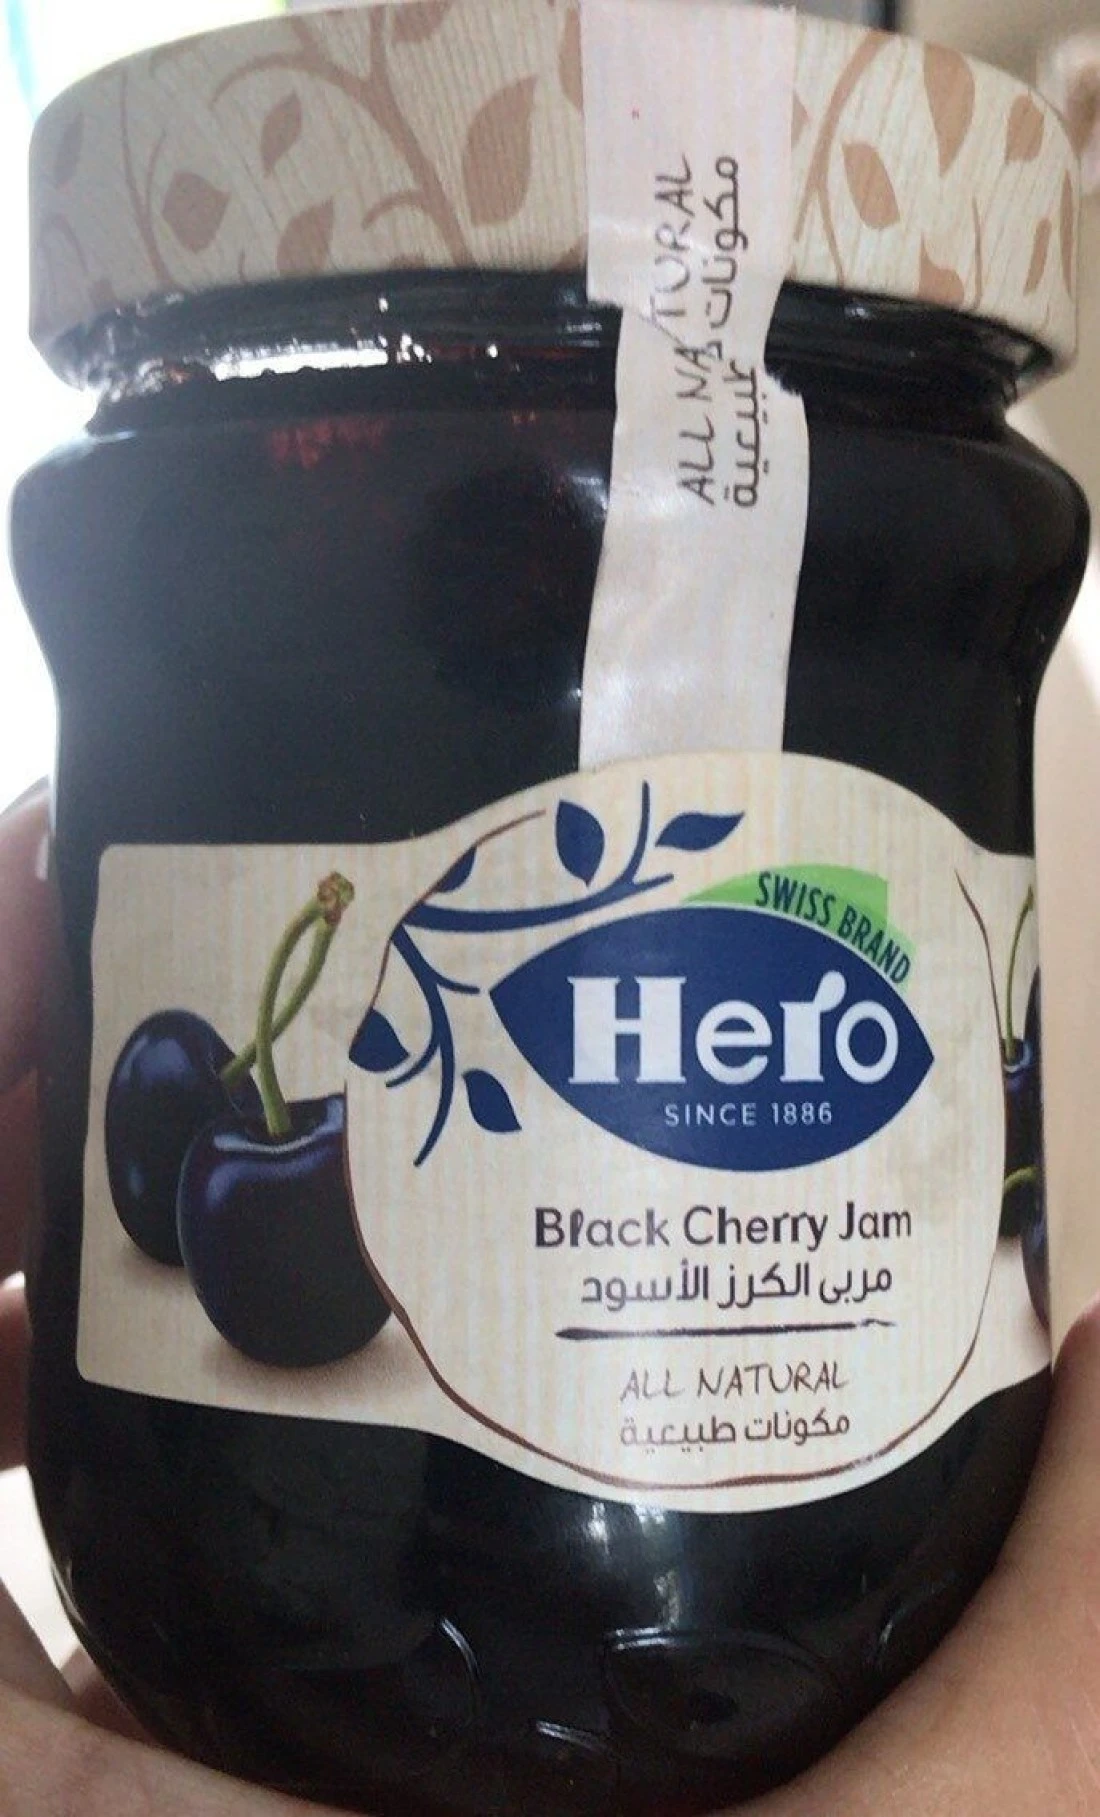 ALL NATURAL
مكونات طبيعية
SWISS BRAND
Hero
SINCE 1886
Black Cherry Jam
مربى الكرز الأسود
ALL NATURAL
مكونات طبيعية